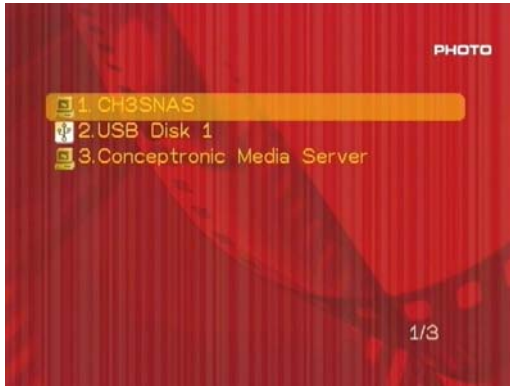 PHOTO
1. CH3SNAS
2.USB Disk 1
3.Conceptronic Media Server
1/3